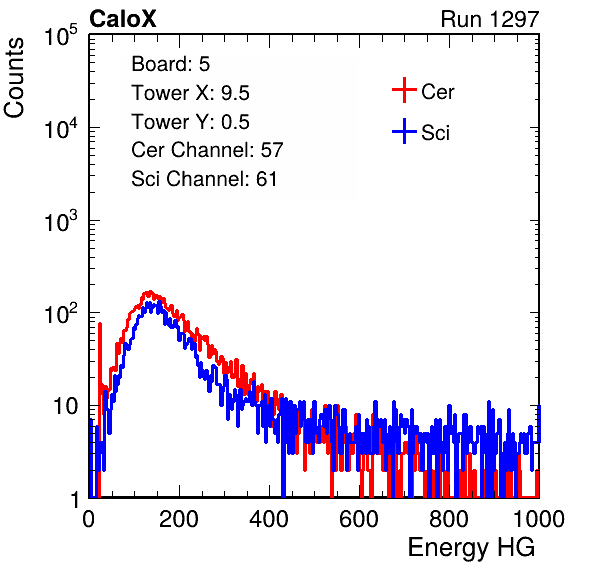 CaloX Run 1297
Counts
10^5
10^4
10^3
10^2
10
1
Board: 5
Tower X: 9.5
Tower Y: 0.5
Cer Channel: 57
Sci Channel: 61
Cer
Sci
0 200 400 600 800 1000
Energy HG